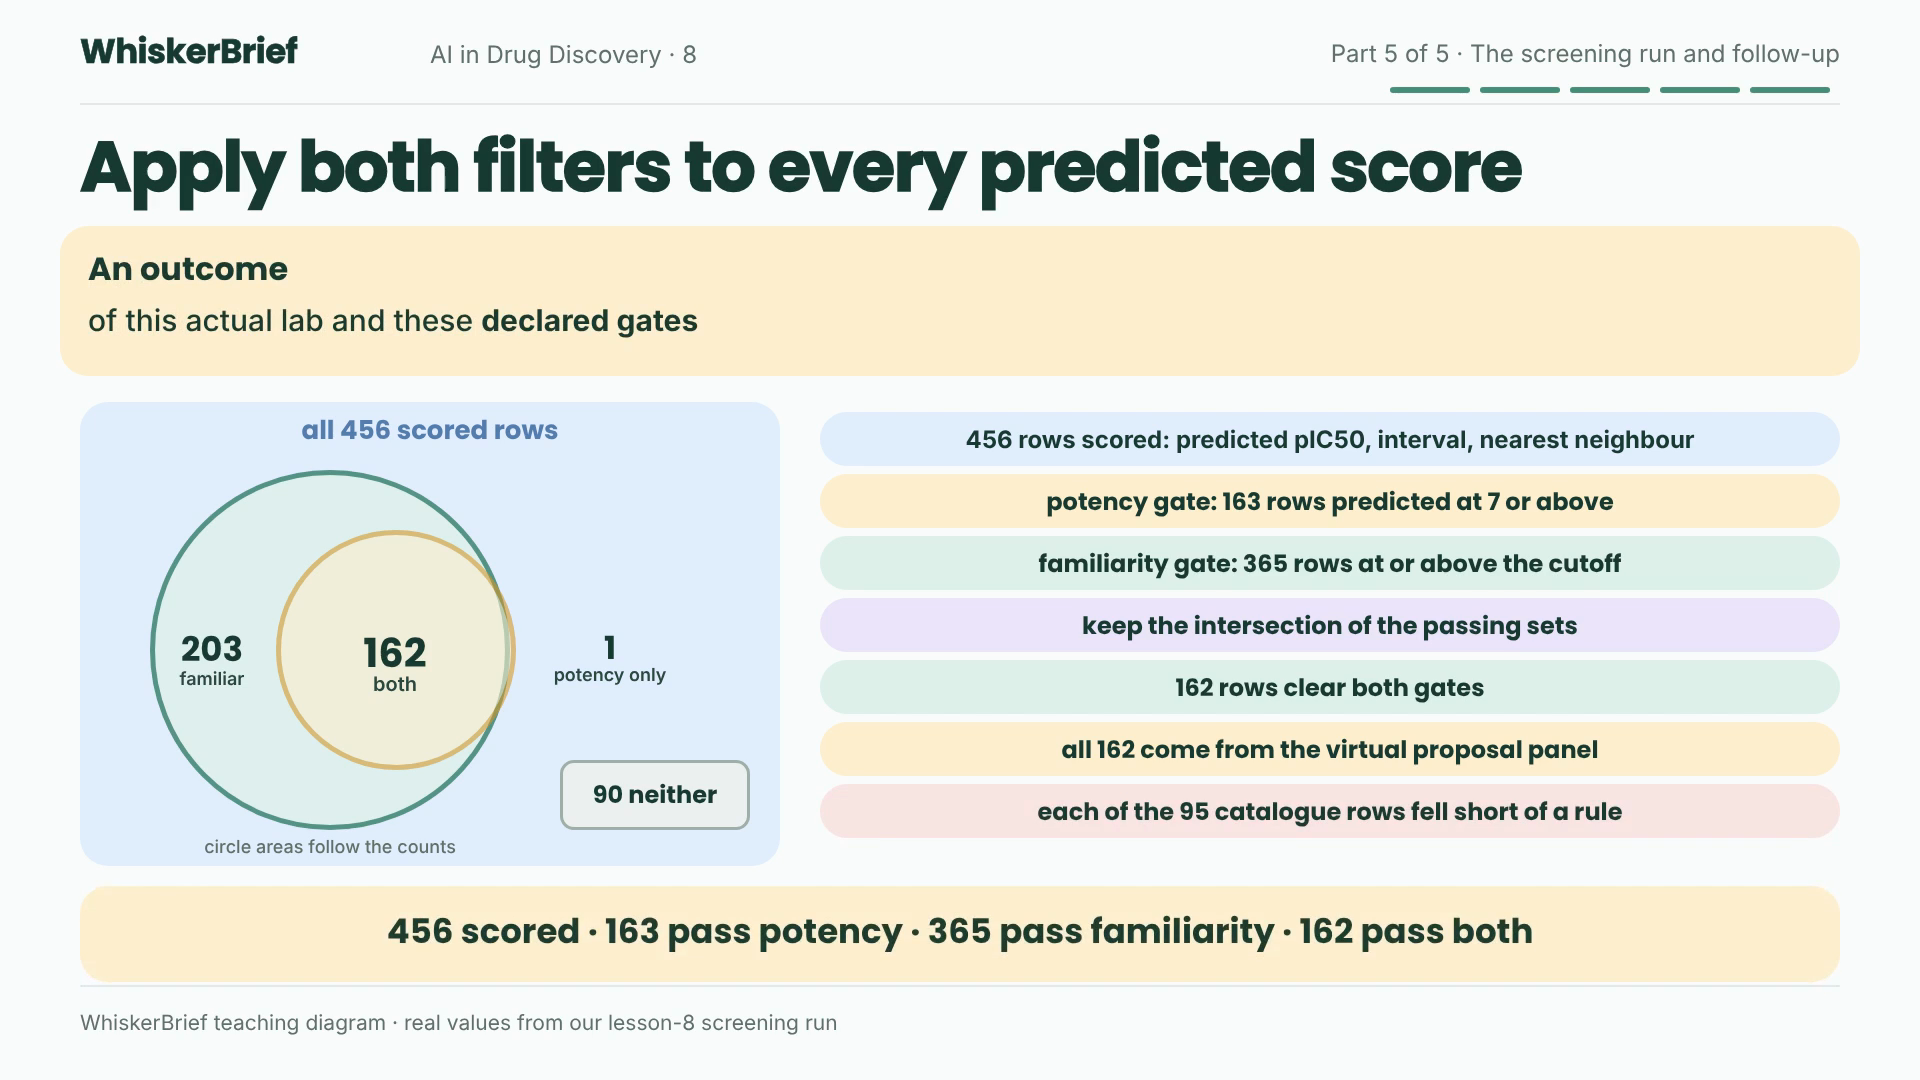 WhiskerBrief
AI in Drug Discovery · 8
Part 5 of 5 · The screening run and follow-up
Apply both filters to every predicted score
An outcome
of this actual lab and these declared gates
all 456 scored rows
203
familiar
162
both
1
potency only
90 neither
circle areas follow the counts
456 rows scored: predicted pIC50, interval, nearest neighbour
potency gate: 163 rows predicted at 7 or above
familiarity gate: 365 rows at or above the cutoff
keep the intersection of the passing sets
162 rows clear both gates
all 162 come from the virtual proposal panel
each of the 95 catalogue rows fell short of a rule
456 scored · 163 pass potency · 365 pass familiarity · 162 pass both
WhiskerBrief teaching diagram · real values from our lesson-8 screening run